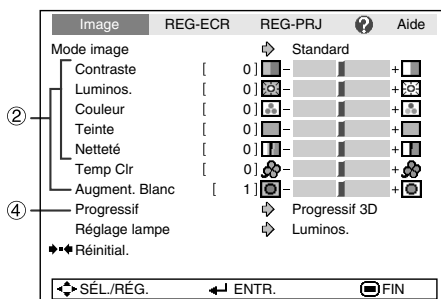 Image REG-ECR REG-PRJ ? Aide
Mode image Standard
Contraste [ 0] - +
Luminos. [ 0] - +
② Couleur [ 0] - +
Teinte [ 0] - +
Netteté [ 0] - +
Temp Clr [ 0] - +
Augment. Blanc [ 1] - +
④ Progressif Progressif 3D
Réglage lampe Luminos.
Réinitial.
SÉL./RÉG. ENTR. FIN